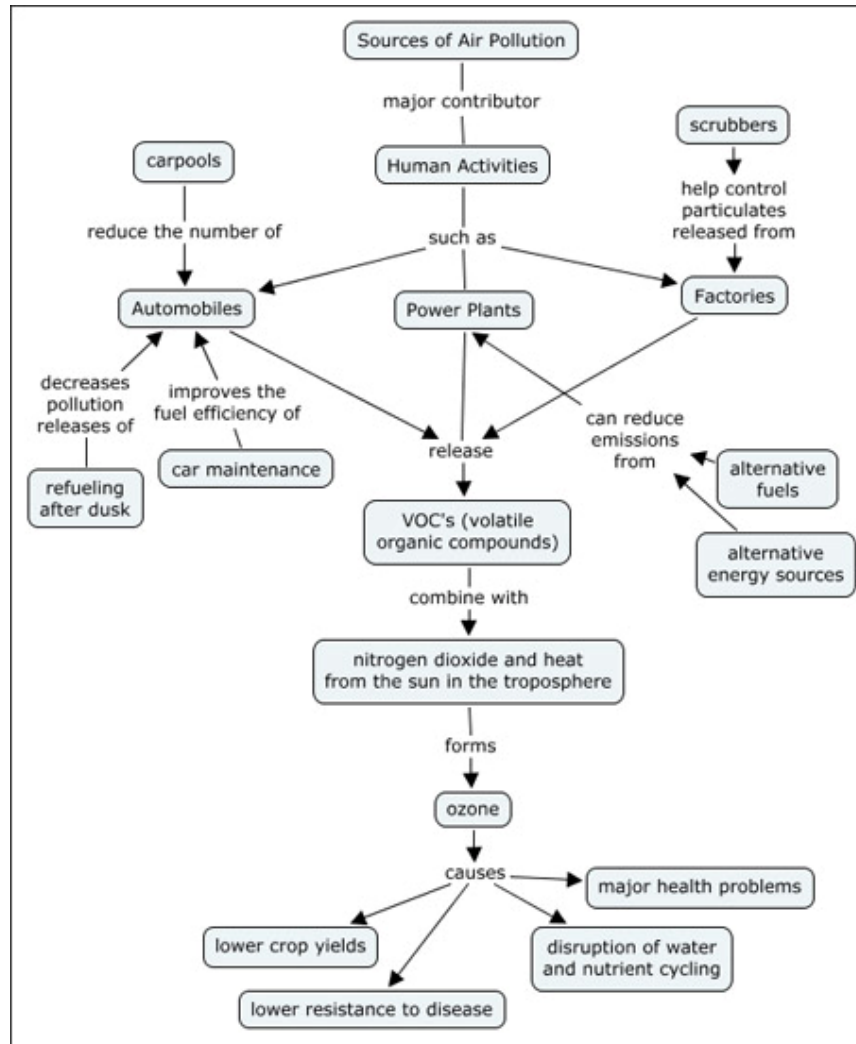 Sources of Air Pollution
major contributor
scrubbers
carpools
Human Activities
help control
particulates
released from
reduce the number of
such as
Automobiles
Power Plants
Factories
decreases
pollution
releases of
improves the
fuel efficiency of
can reduce
emissions
from
release
car maintenance
refueling
after dusk
alternative
fuels
VOC's (volatile
organic compounds)
alternative
energy sources
combine with
nitrogen dioxide and heat
from the sun in the troposphere
forms
ozone
causes
major health problems
lower crop yields
disruption of water
and nutrient cycling
lower resistance to disease